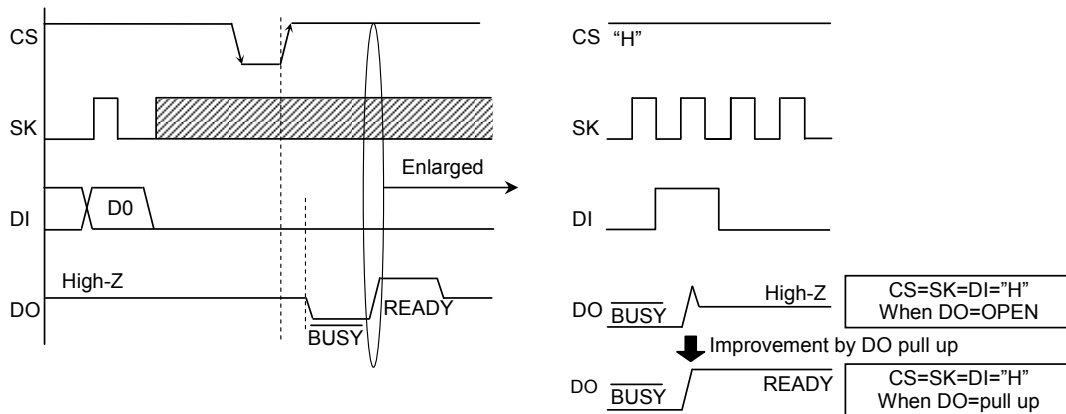 CS
SK
DI
D0
Enlarged
High-Z
DO
BUSY
READY
CS "H"
SK
DI
DO
BUSY
High-Z
CS=SK=DI="H"
When DO=OPEN
Improvement by DO pull up
DO
BUSY
READY
CS=SK=DI="H"
When DO=pull up